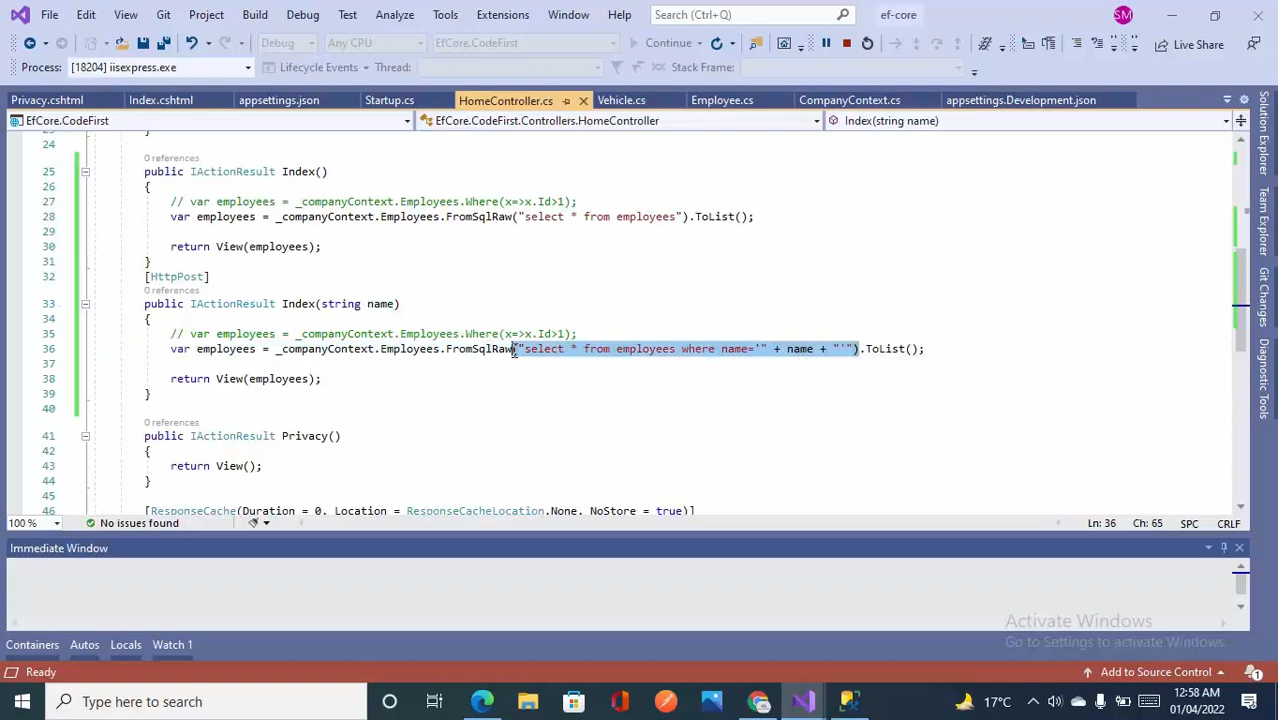 File Edit View Git Project Build Debug Test Analyze Tools Extensions Window Help Search (Ctrl+Q) ef-core SM
Debug Any CPU EfCore.CodeFirst Continue Live Share
Process: [18204] iisexpress.exe Lifecycle Events Thread: Stack Frame:
Privacy.cshtml Index.cshtml appsettings.json Startup.cs HomeController.cs Vehicle.cs Employee.cs CompanyContext.cs appsettings.Development.json
EfCore.CodeFirst EfCore.CodeFirst.Controllers.HomeController Index(string name)
24
0 references
25 public IActionResult Index()
26 {
27 // var employees = _companyContext.Employees.Where(x=>x.Id>1);
28 var employees = _companyContext.Employees.FromSqlRaw("select * from employees").ToList();
29
30 return View(employees);
31 }
32 [HttpPost]
0 references
33 public IActionResult Index(string name)
34 {
35 // var employees = _companyContext.Employees.Where(x=>x.Id>1);
36 var employees = _companyContext.Employees.FromSqlRaw("select * from employees where name='" + name + "'").ToList();
37
38 return View(employees);
39 }
40
0 references
41 public IActionResult Privacy()
42 {
43 return View();
44 }
45
46 [ResponseCache(Duration = 0, Location = ResponseCacheLocation.None, NoStore = true)]
100 % No issues found Ln: 36 Ch: 65 SPC CRLF
Immediate Window
Activate Windows
Go to Settings to activate Windows.
Containers Autos Locals Watch 1
Ready Add to Source Control 1
Type here to search 17°C 12:58 AM
01/04/2022
Solution Explorer
Team Explorer
Git Changes
Diagnostic Tools